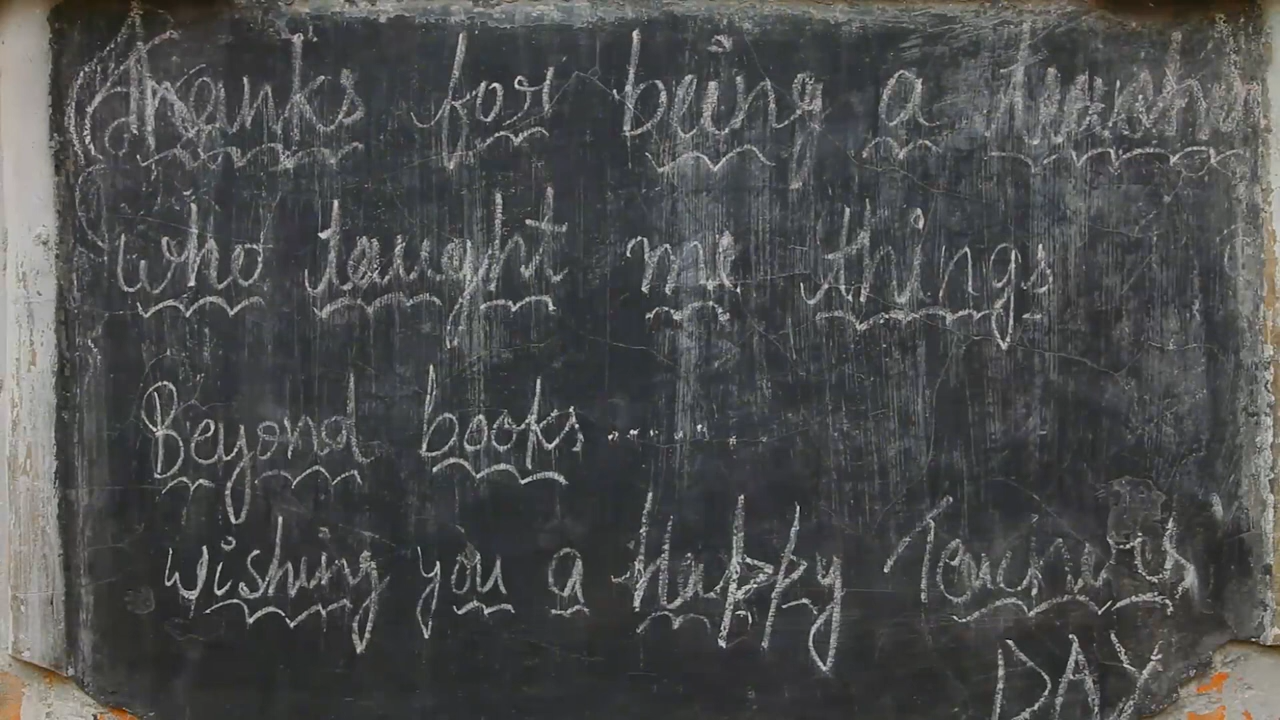 Thanks for being a teacher
who taught me things
Beyond books........
Wishing you a Happy Teacher's
DAY